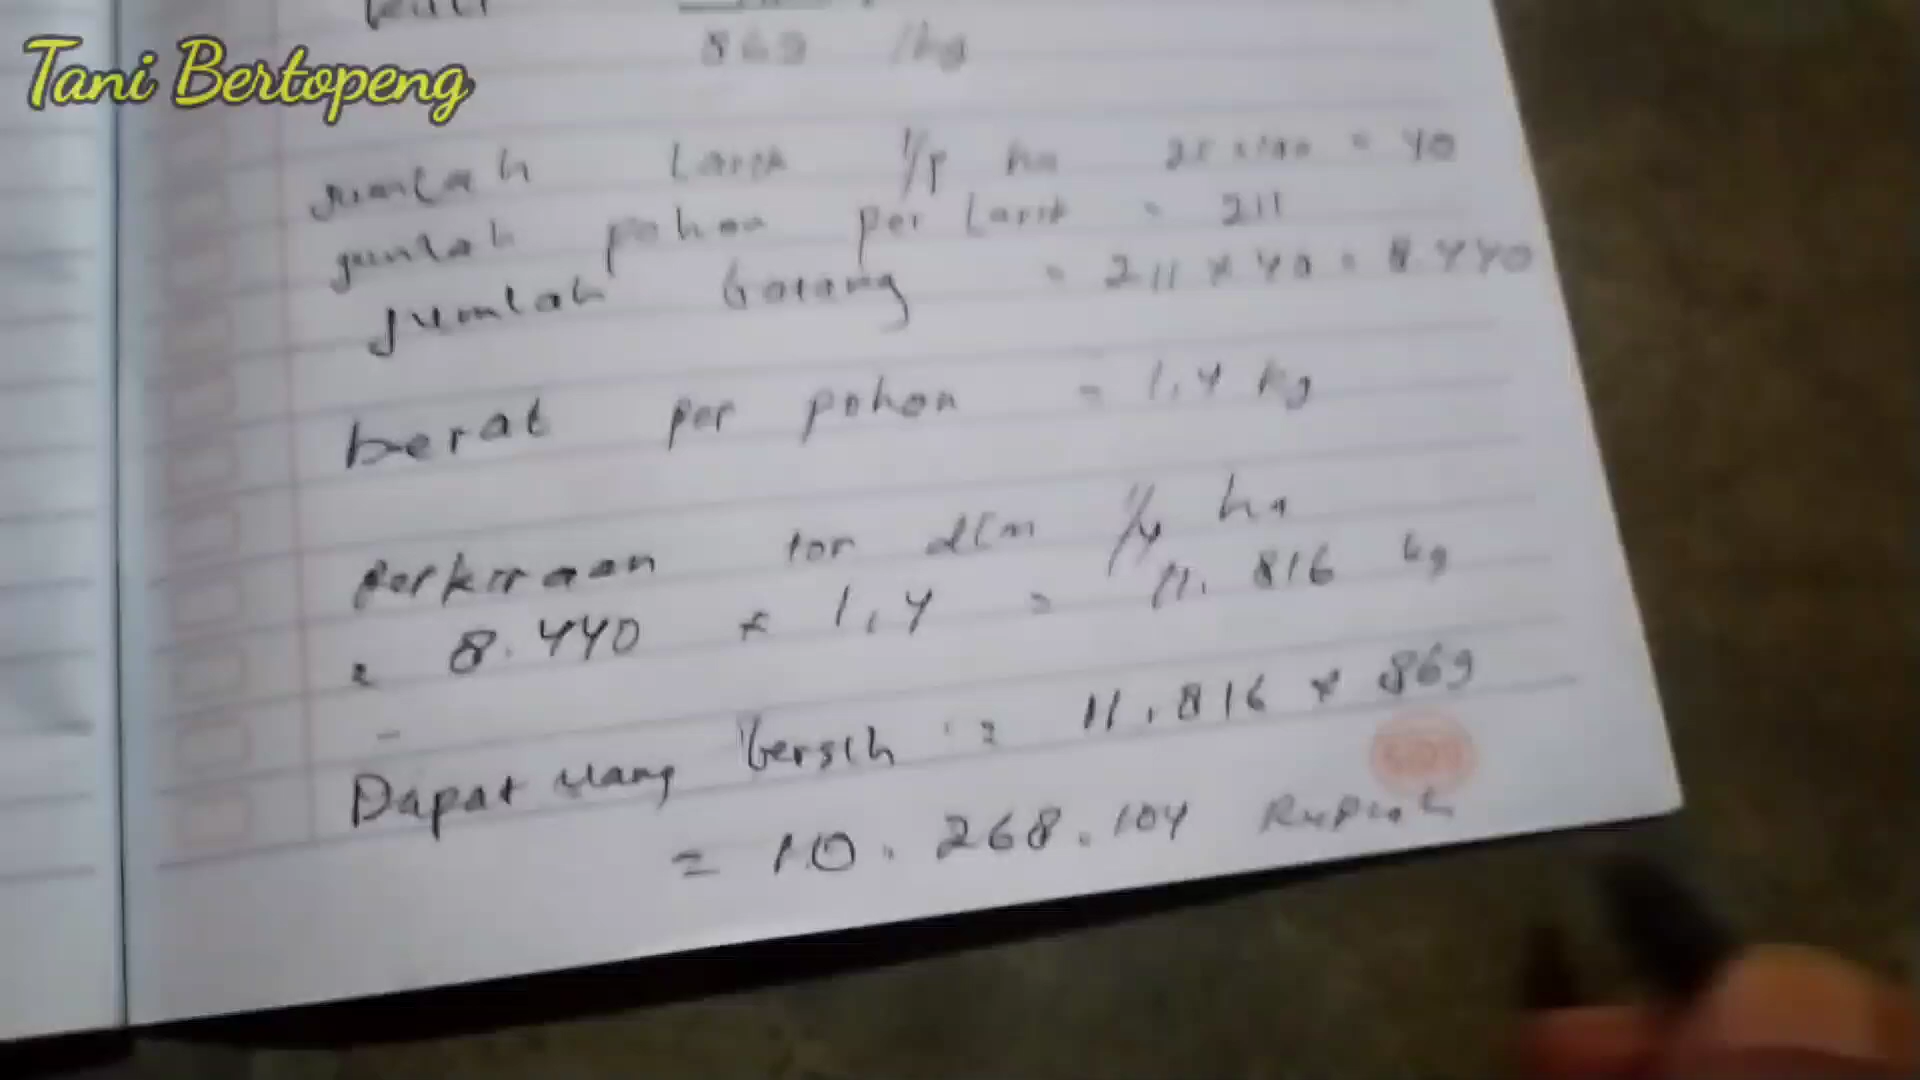 Tani Bertopeng
869 /kg
Jumlah Larik 1/4 ha = 40
jumlah pohon per Larik = 211
Jumlah batang = 211 x 40 = 8.440
berat per pohon = 1,4 kg
perkiraan ton dlm 1/4 ha
= 8.440 x 1,4 = 11.816 kg
Dapat uang bersih = 11.816 x 869
= 10.268.104 Rupiah